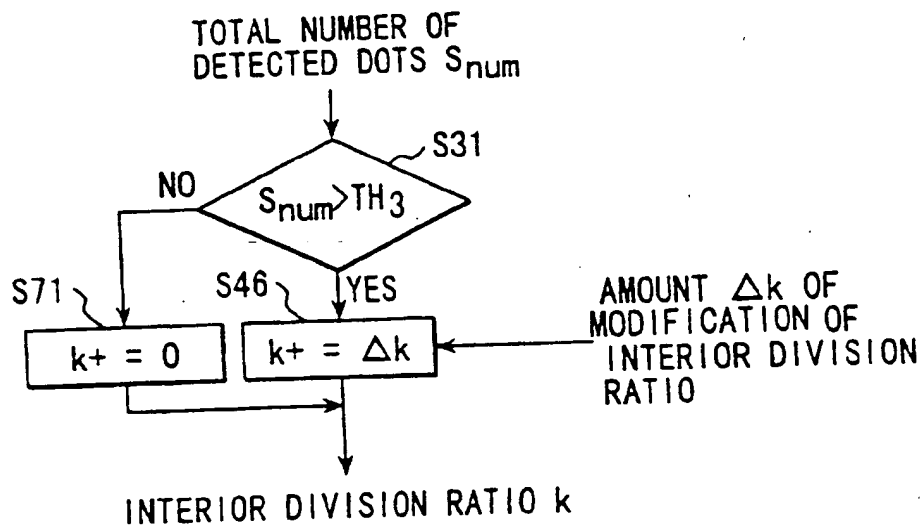 TOTAL NUMBER OF
DETECTED DOTS Snum
S31
NO
Snum>TH3
S71
S46
YES
AMOUNT Δk OF
MODIFICATION OF
INTERIOR DIVISION
RATIO
k+ = 0
k+ = Δk
INTERIOR DIVISION RATIO k